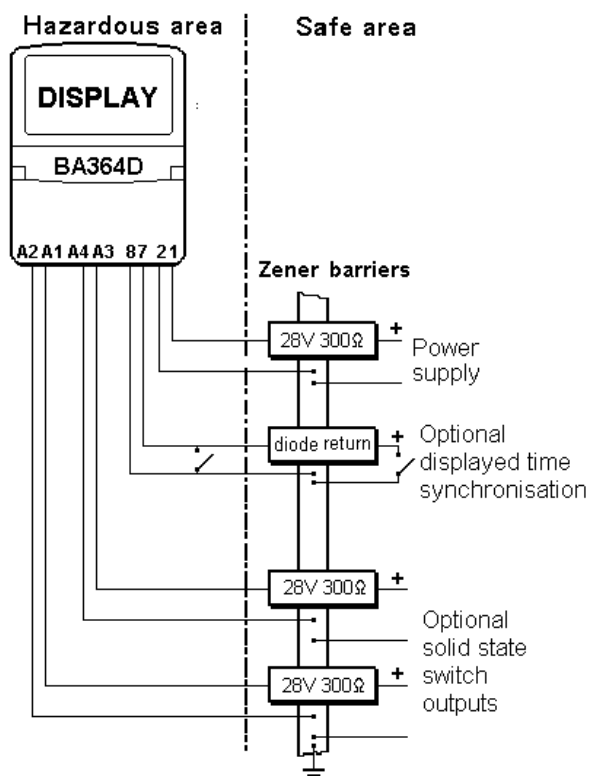 Hazardous area
Safe area
DISPLAY
BA364D
A2 A1 A4 A3 8 7 2 1
Zener barriers
28V 300Ω
+
Power
supply
diode return
+
Optional
displayed time
synchronisation
28V 300Ω
+
Optional
solid state
switch
outputs
28V 300Ω
+